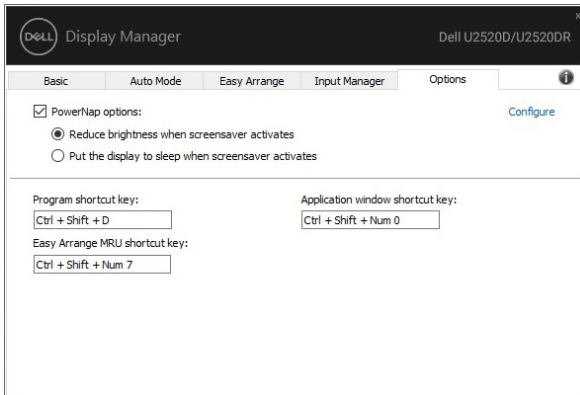 DELL Display Manager Dell U2520D/U2520DR
x
Basic Auto Mode Easy Arrange Input Manager Options
PowerNap options: Configure
Reduce brightness when screensaver activates
Put the display to sleep when screensaver activates
Program shortcut key: Application window shortcut key:
Ctrl + Shift + D Ctrl + Shift + Num 0
Easy Arrange MRU shortcut key:
Ctrl + Shift + Num 7